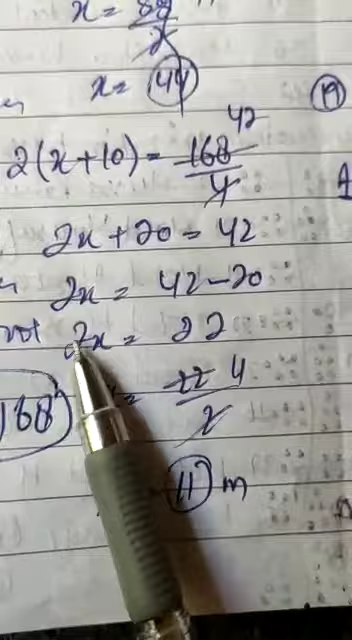 x = 88/2
x = 44
19
2(x+10) = 168/4 42
2x + 20 = 42
2x = 42 - 20
2x = 22
168) = 22/2
11 m